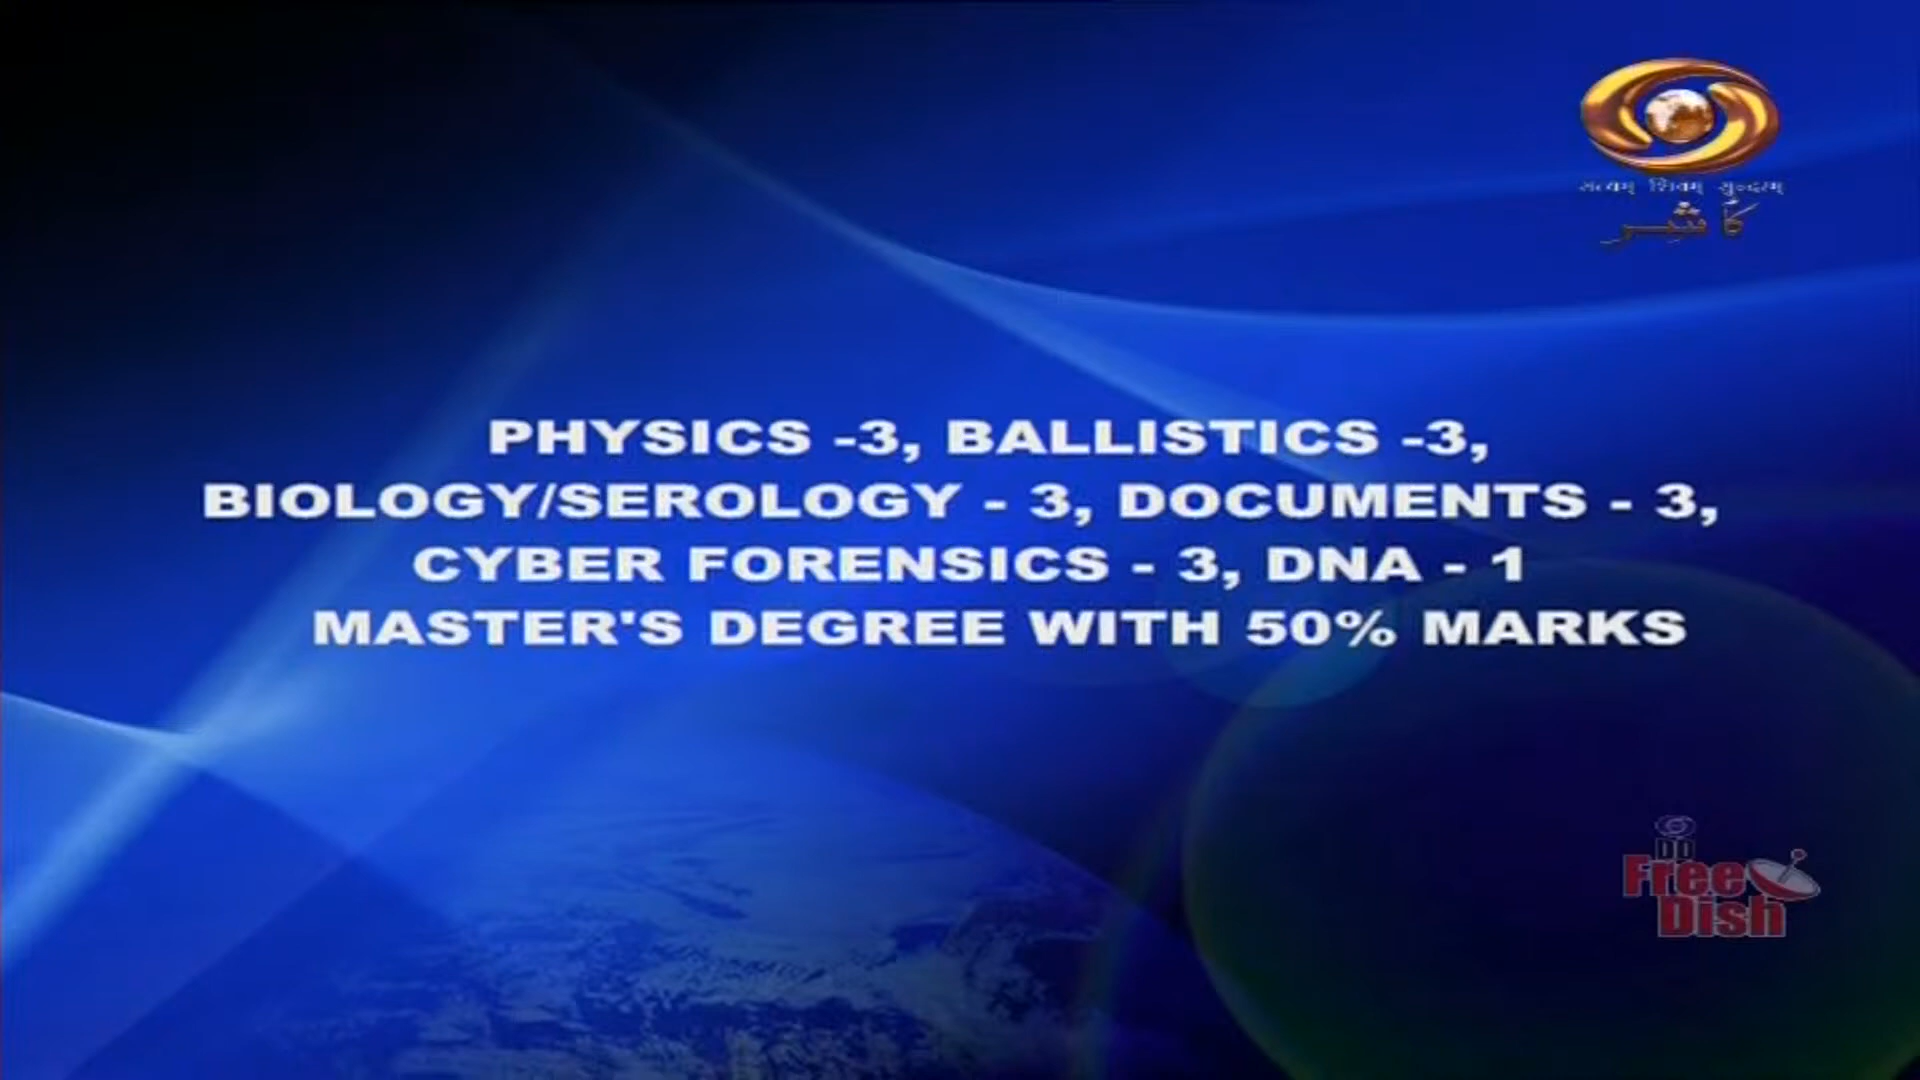 सत्यम् शिवम् सुन्दरम्
کأشِر
PHYSICS -3, BALLISTICS -3,
BIOLOGY/SEROLOGY - 3, DOCUMENTS - 3,
CYBER FORENSICS - 3, DNA - 1
MASTER'S DEGREE WITH 50% MARKS
DD
Free
Dish